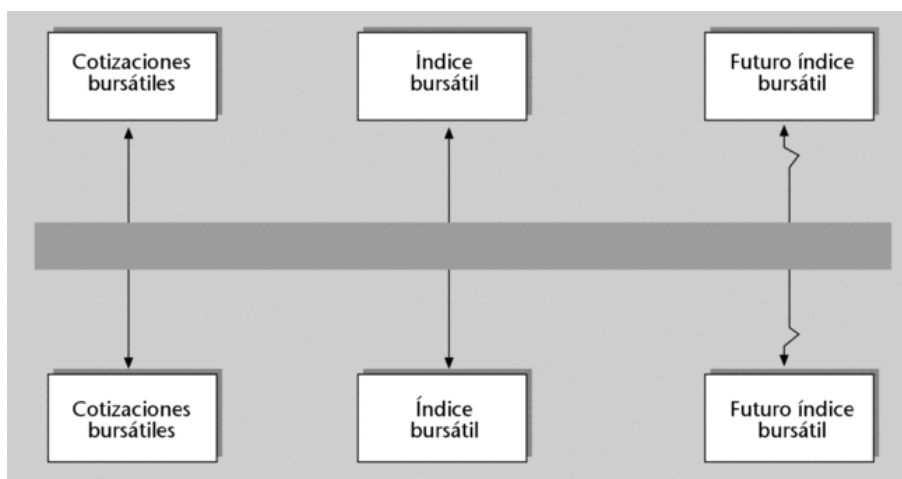 Cotizaciones
bursátiles
Índice
bursátil
Futuro índice
bursátil
Cotizaciones
bursátiles
Índice
bursátil
Futuro índice
bursátil